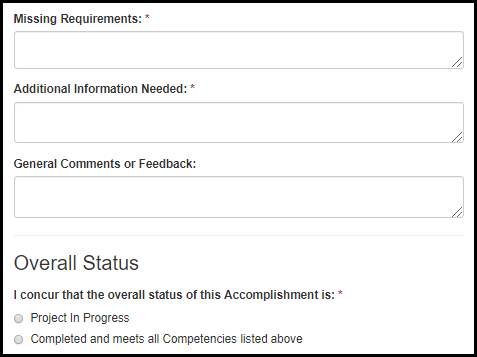 Missing Requirements: *
Additional Information Needed: *
General Comments or Feedback:
Overall Status
I concur that the overall status of this Accomplishment is: *
Project In Progress
Completed and meets all Competencies listed above